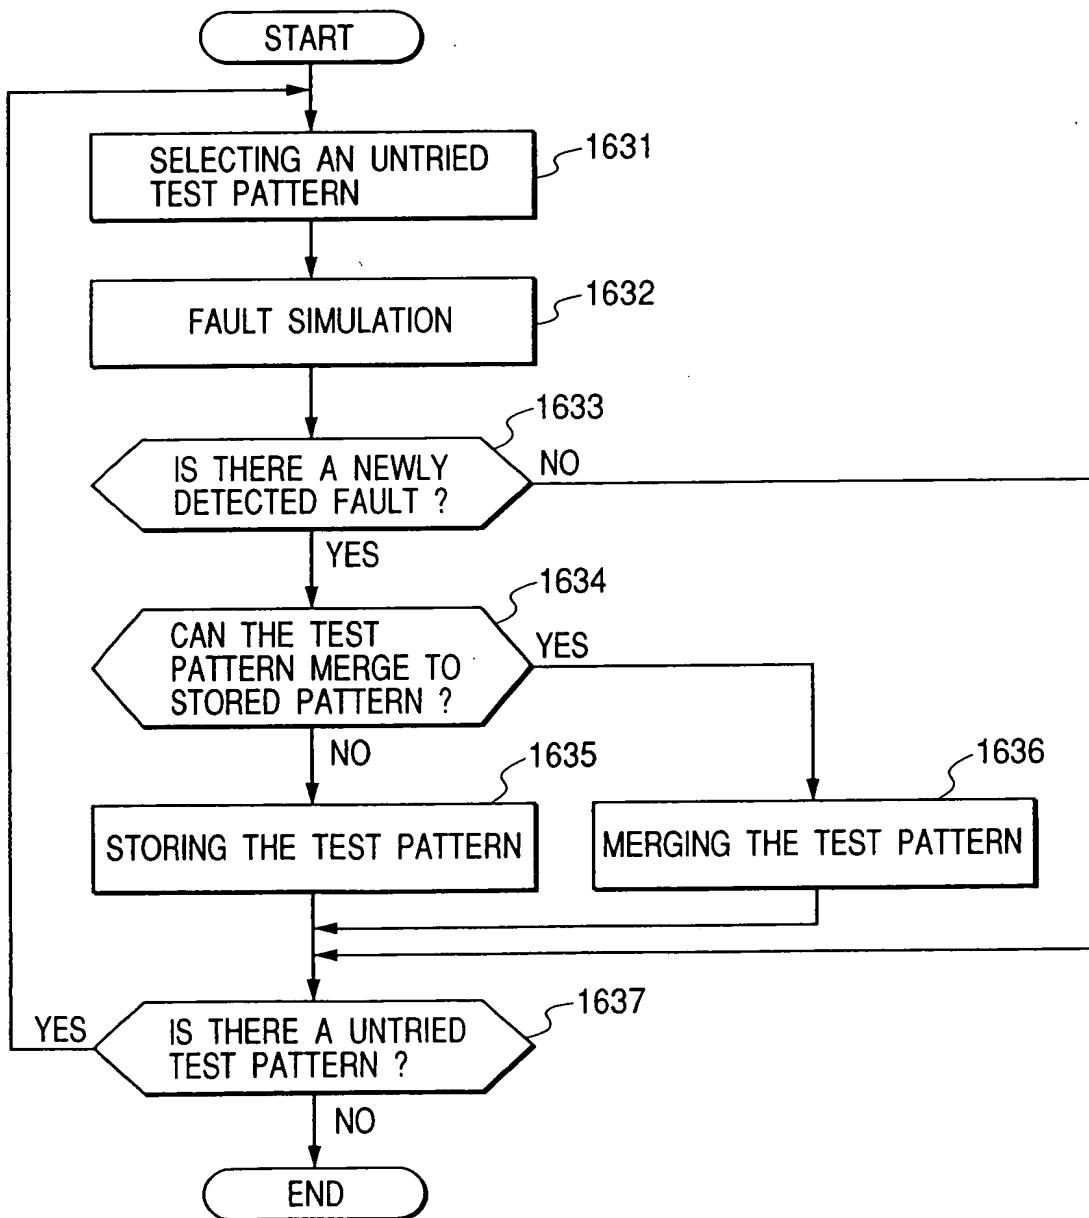 START
SELECTING AN UNTRIED
TEST PATTERN
1631
FAULT SIMULATION
1632
1633
IS THERE A NEWLY
DETECTED FAULT ?
NO
YES
1634
CAN THE TEST
PATTERN MERGE TO
STORED PATTERN ?
YES
NO
1635
STORING THE TEST PATTERN
1636
MERGING THE TEST PATTERN
1637
YES
IS THERE A UNTRIED
TEST PATTERN ?
NO
END